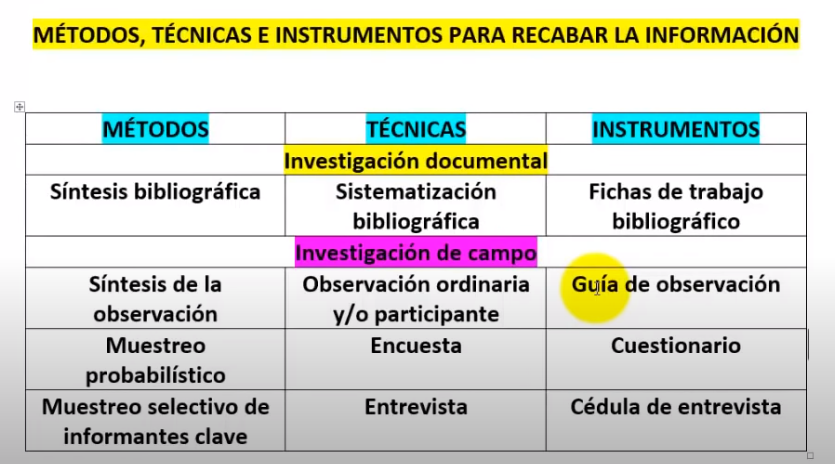 MÉTODOS, TÉCNICAS E INSTRUMENTOS PARA RECABAR LA INFORMACIÓN
MÉTODOS TÉCNICAS INSTRUMENTOS
Investigación documental
Síntesis bibliográfica Sistematización Fichas de trabajo
bibliográfica bibliográfico
Investigación de campo
Síntesis de la Observación ordinaria Guía de observación
observación y/o participante
Muestreo Encuesta Cuestionario
probabilístico
Muestreo selectivo de Entrevista Cédula de entrevista
informantes clave